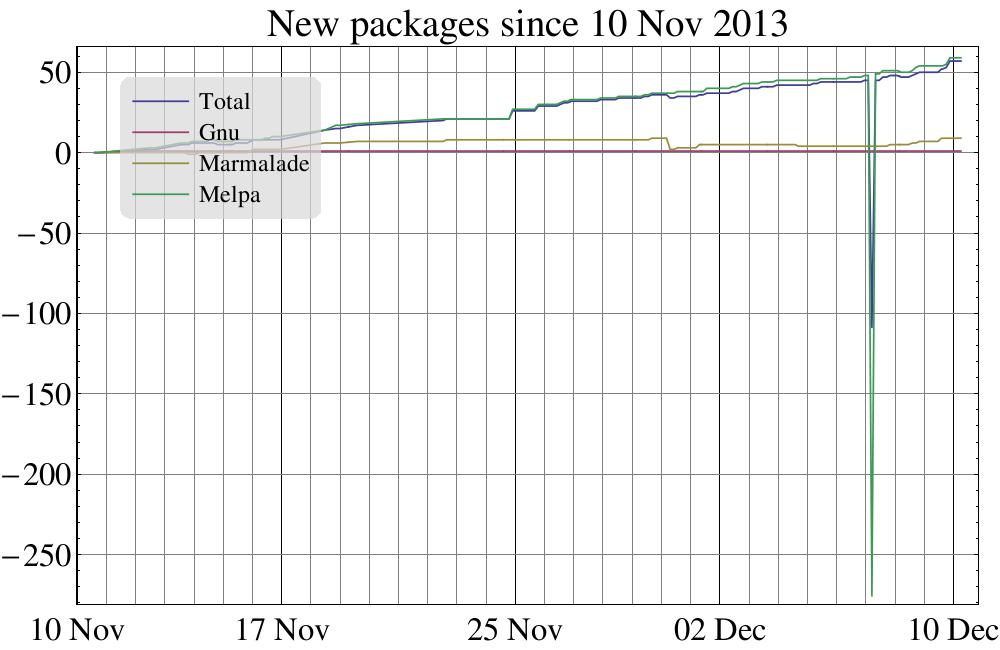 New packages since 10 Nov 2013
50
0
−50
−100
−150
−200
−250
Total
Gnu
Marmalade
Melpa
10 Nov 17 Nov 25 Nov 02 Dec 10 Dec